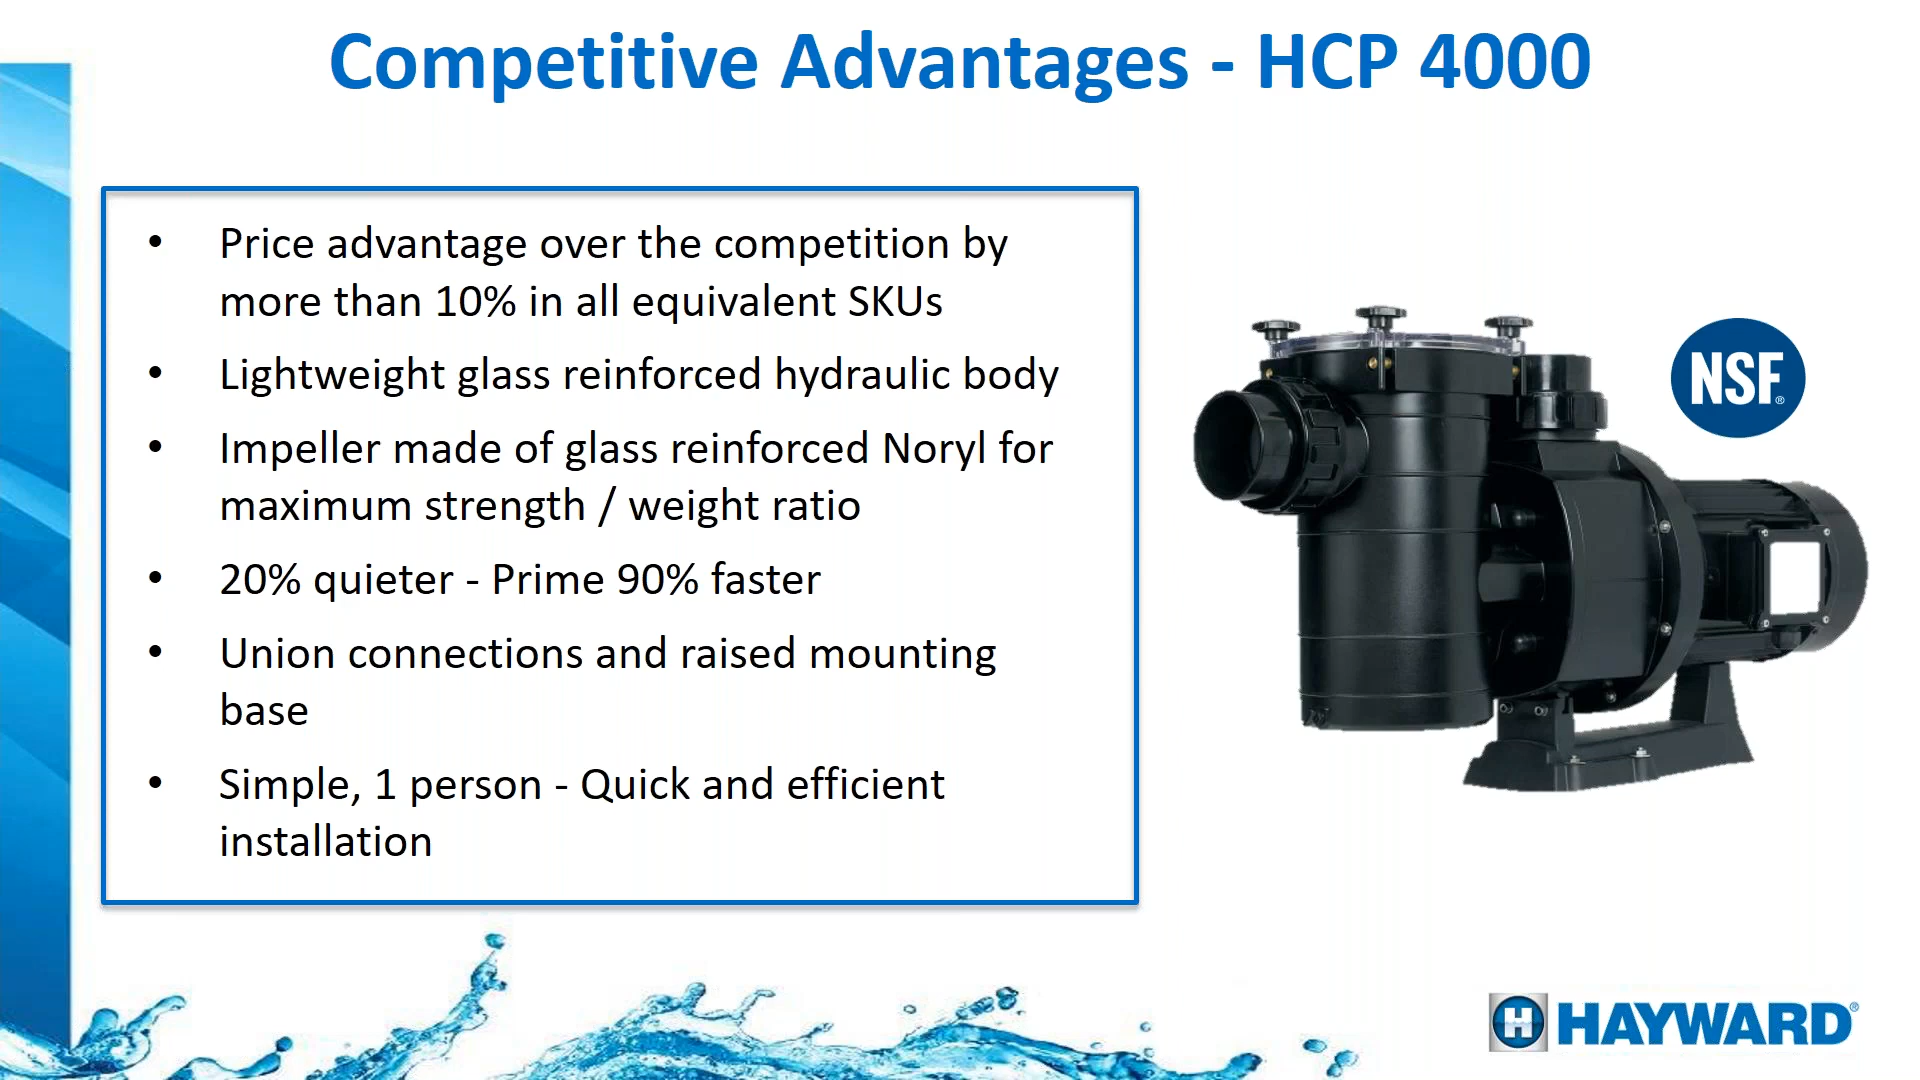 Competitive Advantages - HCP 4000
• Price advantage over the competition by
more than 10% in all equivalent SKUs
• Lightweight glass reinforced hydraulic body
• Impeller made of glass reinforced Noryl for
maximum strength / weight ratio
• 20% quieter - Prime 90% faster
• Union connections and raised mounting
base
• Simple, 1 person - Quick and efficient
installation
NSF®
H HAYWARD®